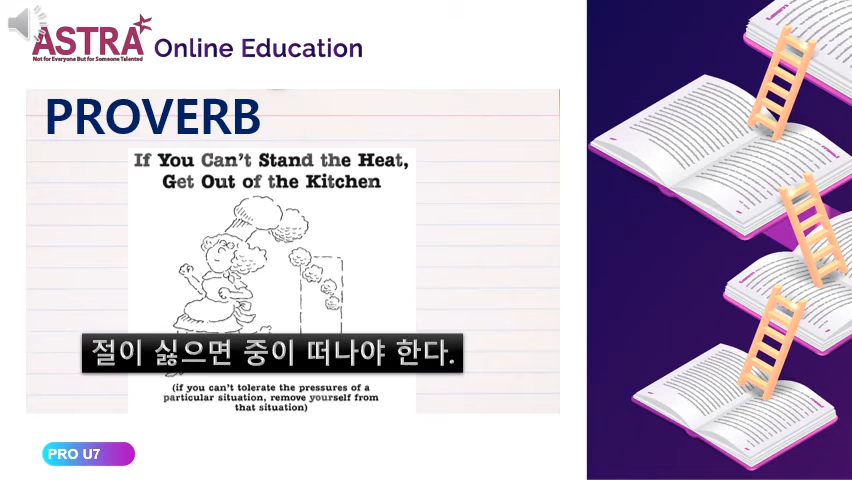 ASTRA
Not for Everyone But for Someone Talented
Online Education
PROVERB
If You Can't Stand the Heat,
Get Out of the Kitchen
절이 싫으면 중이 떠나야 한다.
(if you can't tolerate the pressures of a
particular situation, remove yourself from
that situation)
PRO U7